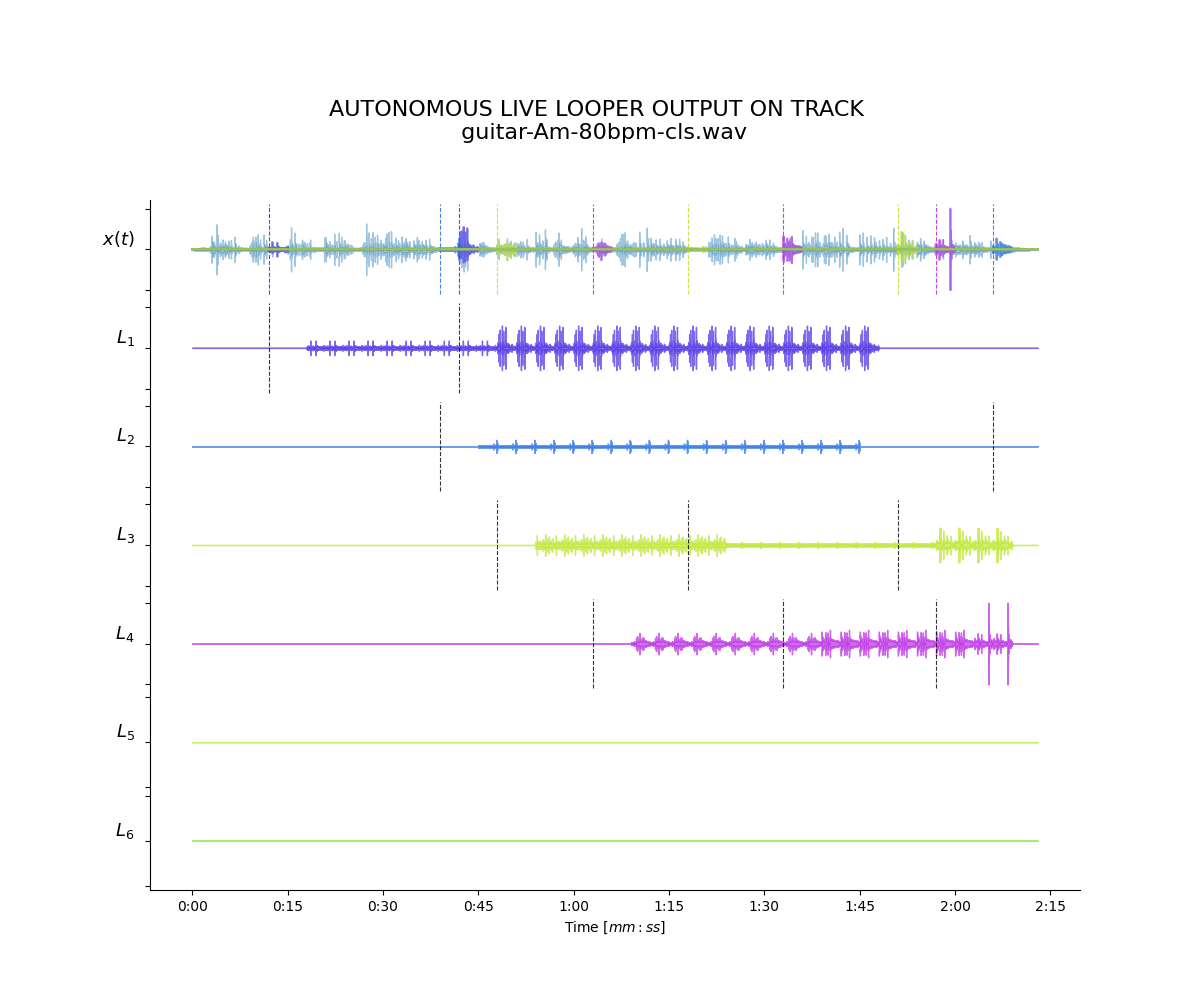 AUTONOMOUS LIVE LOOPER OUTPUT ON TRACK
guitar-Am-80bpm-cls.wav
x(t)
L₁
L₂
L₃
L₄
L₅
L₆
0:00 0:15 0:30 0:45 1:00 1:15 1:30 1:45 2:00 2:15
Time [mm : ss]